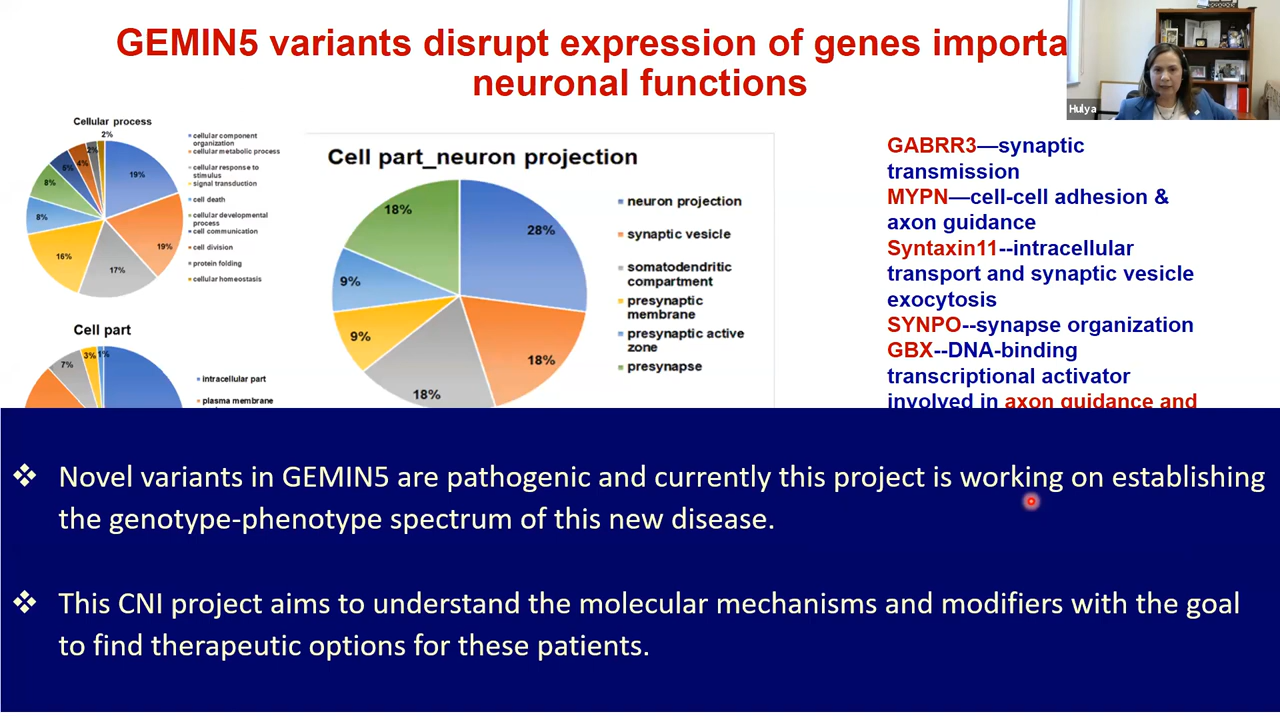 GEMIN5 variants disrupt expression of genes importa
neuronal functions
Hulya
Cellular process
2%
2%
4%
6%
8%
8%
16%
17%
19%
19%
cellular component
organization
cellular metabolic process
cellular response to
stimulus
signal transduction
cell death
cellular developmental
process
cell communication
cell division
protein folding
cellular homeostasis
Cell part
7%
3%
1%
intracellular part
plasma membrane
Cell part_neuron projection
28%
18%
18%
9%
9%
18%
neuron projection
synaptic vesicle
somatodendritic
compartment
presynaptic
membrane
presynaptic active
zone
presynapse
GABRR3—synaptic
transmission
MYPN—cell-cell adhesion &
axon guidance
Syntaxin11--intracellular
transport and synaptic vesicle
exocytosis
SYNPO--synapse organization
GBX--DNA-binding
transcriptional activator
involved in axon guidance and
❖ Novel variants in GEMIN5 are pathogenic and currently this project is working on establishing
the genotype-phenotype spectrum of this new disease.
❖ This CNI project aims to understand the molecular mechanisms and modifiers with the goal
to find therapeutic options for these patients.